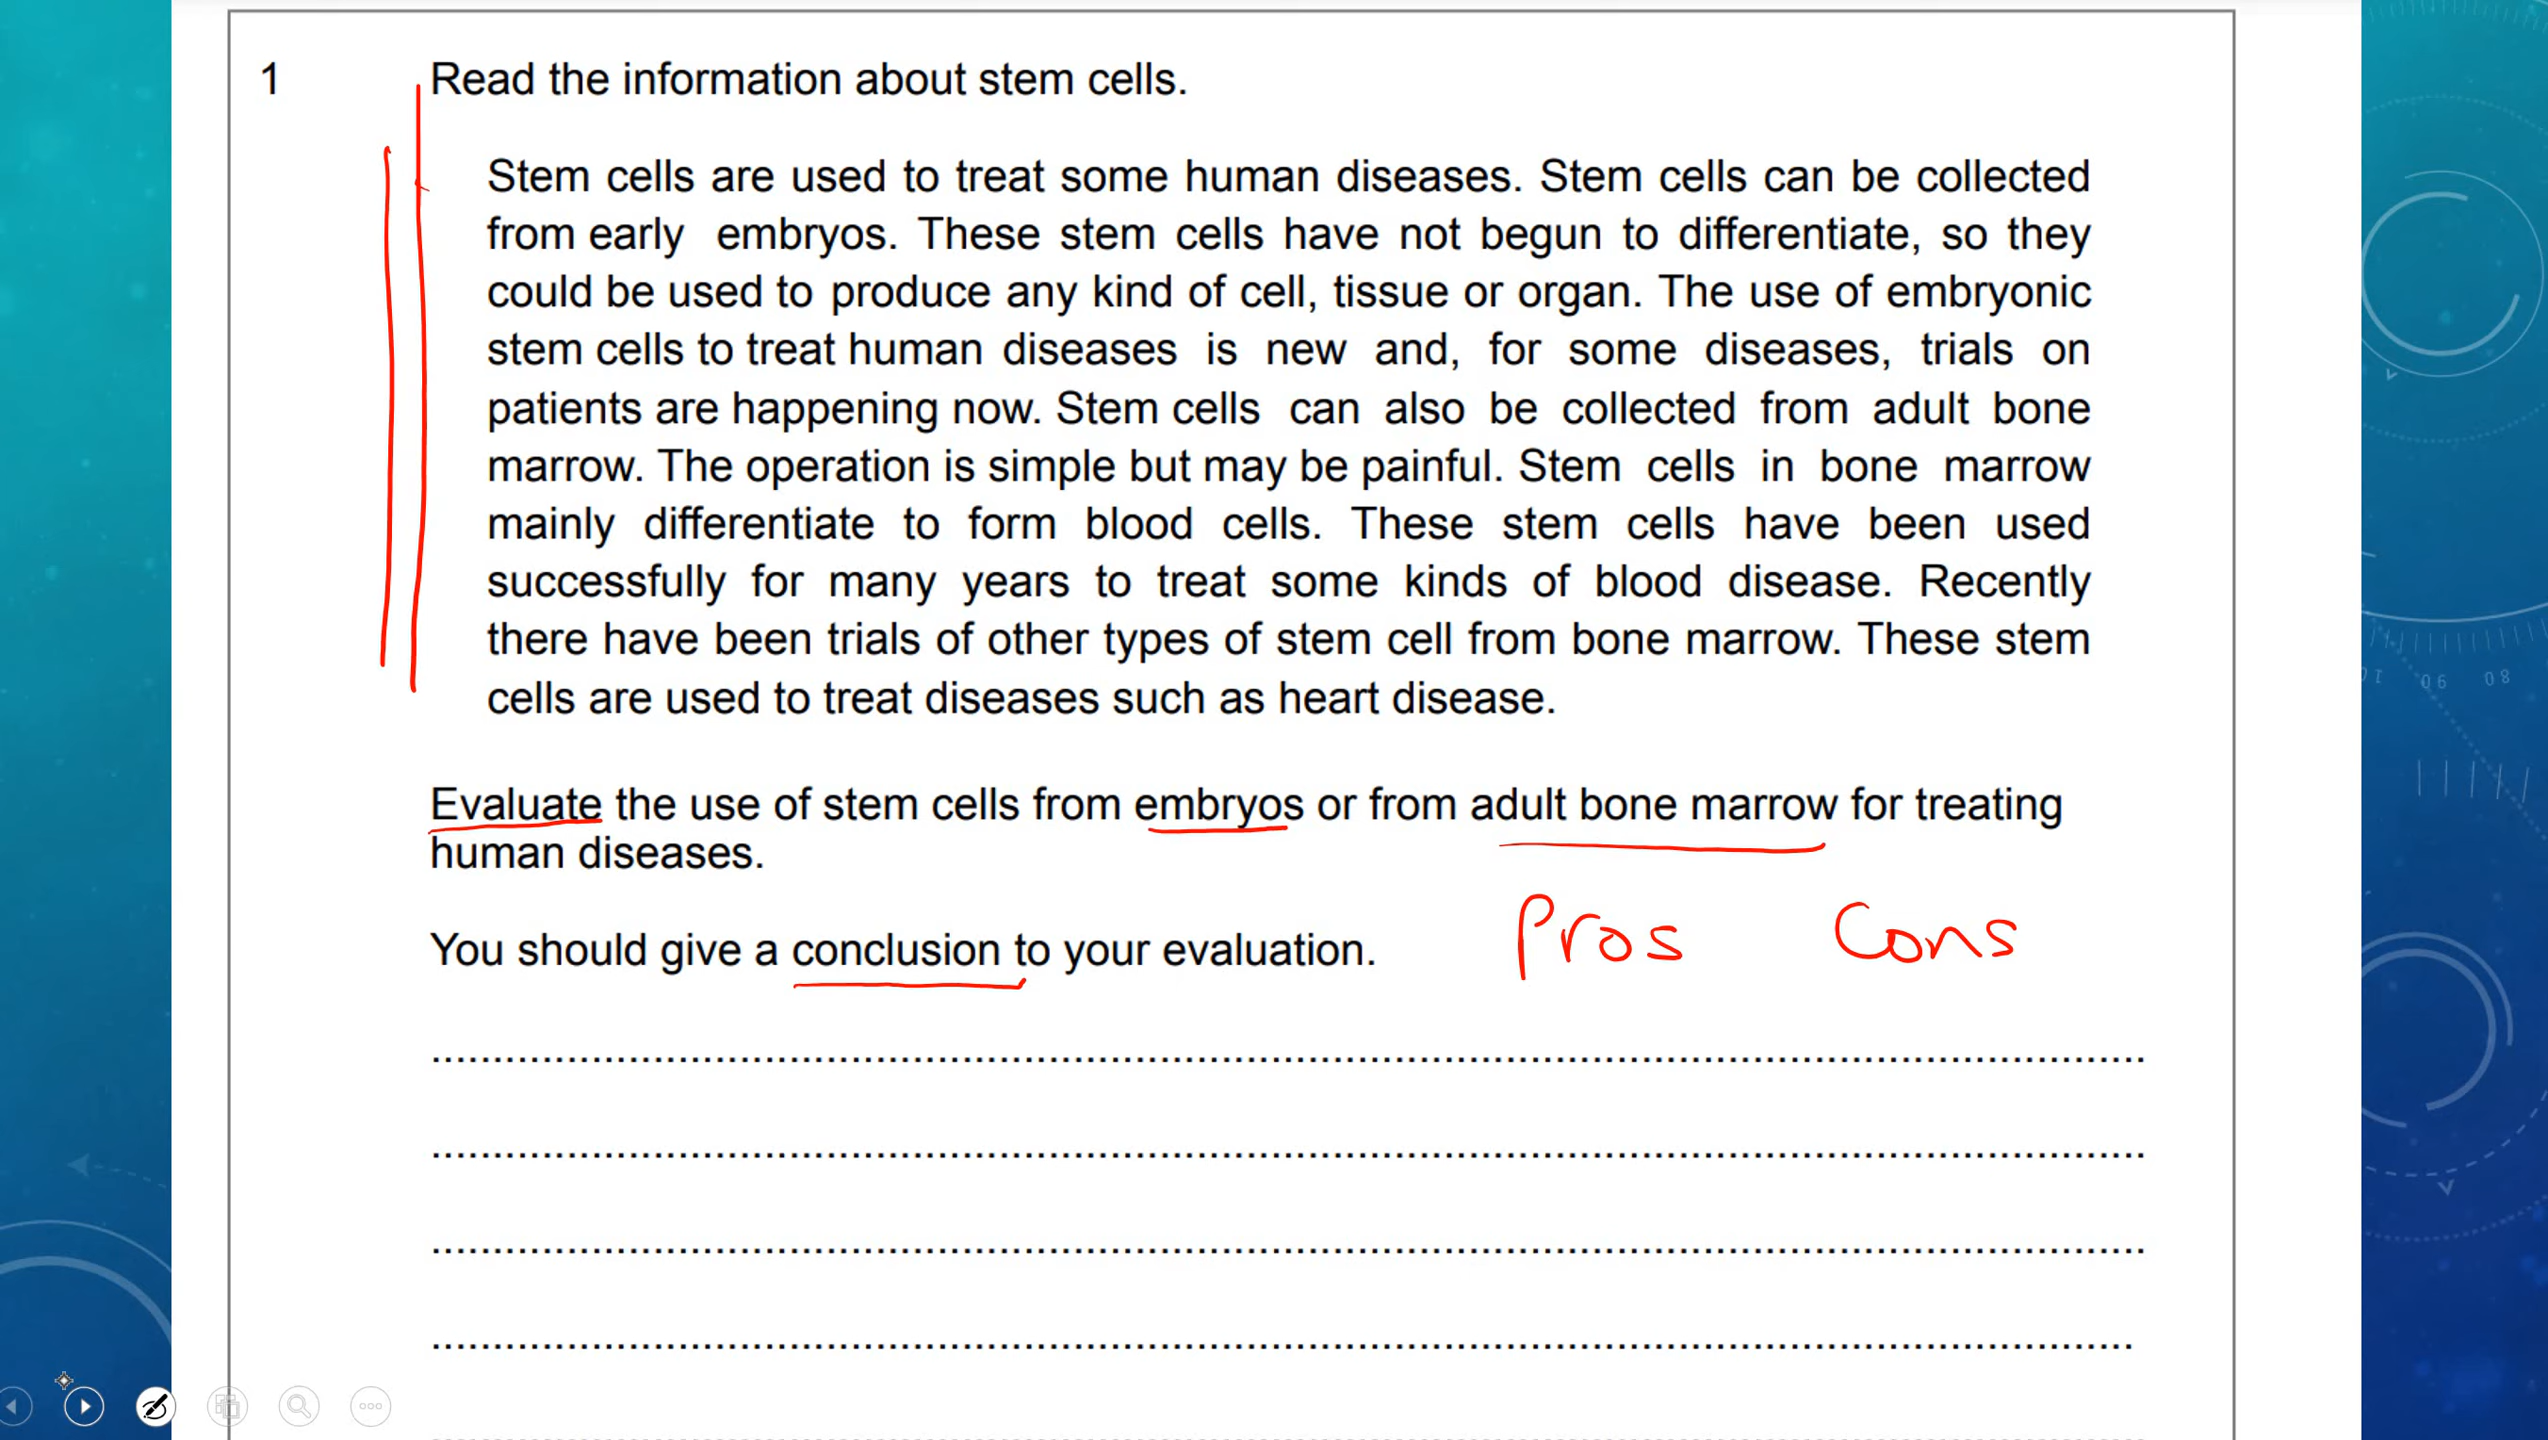 1 Read the information about stem cells.
Stem cells are used to treat some human diseases. Stem cells can be collected
from early embryos. These stem cells have not begun to differentiate, so they
could be used to produce any kind of cell, tissue or organ. The use of embryonic
stem cells to treat human diseases is new and, for some diseases, trials on
patients are happening now. Stem cells can also be collected from adult bone
marrow. The operation is simple but may be painful. Stem cells in bone marrow
mainly differentiate to form blood cells. These stem cells have been used
successfully for many years to treat some kinds of blood disease. Recently
there have been trials of other types of stem cell from bone marrow. These stem
cells are used to treat diseases such as heart disease.
Evaluate the use of stem cells from embryos or from adult bone marrow for treating
human diseases.
You should give a conclusion to your evaluation.
Pros Cons